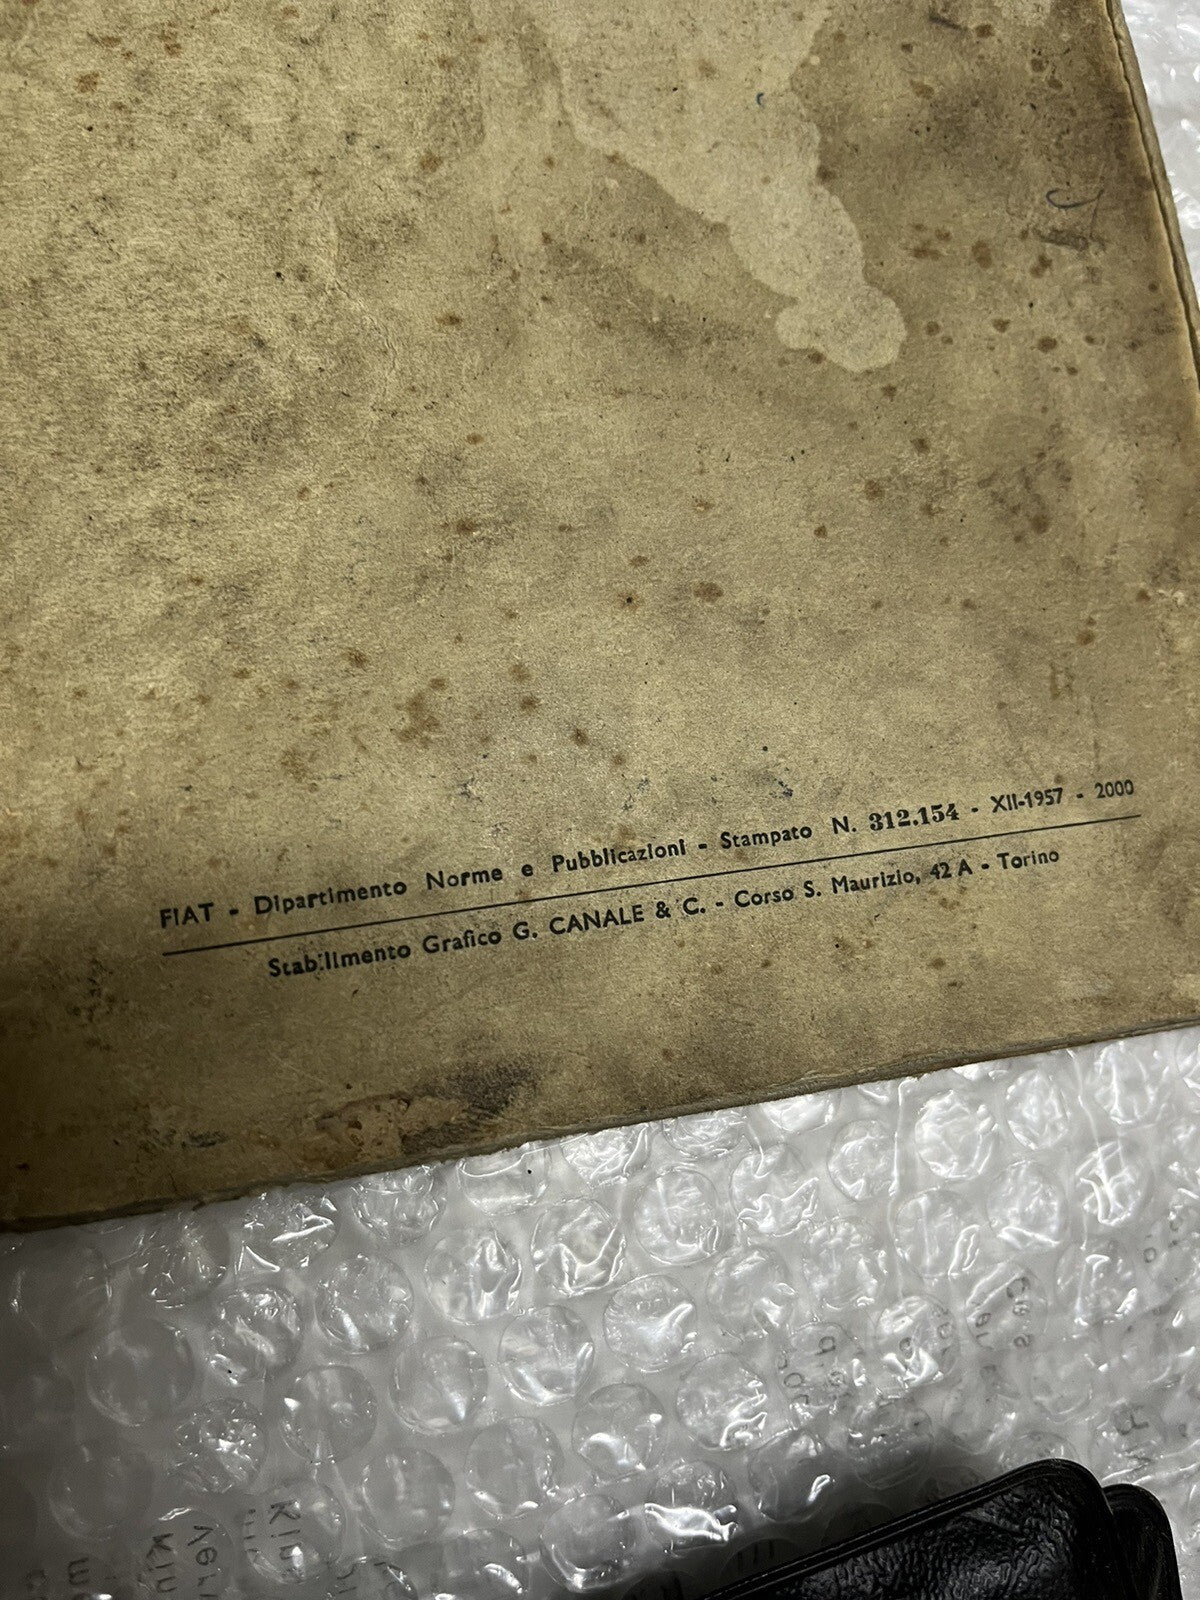 FIAT - Dipartimento Norme e Pubblicazioni - Stampato N. 312.154 - XII-1957 - 2000
Stabilimento Grafico G. CANALE & C. - Corso S. Maurizio, 42 A - Torino